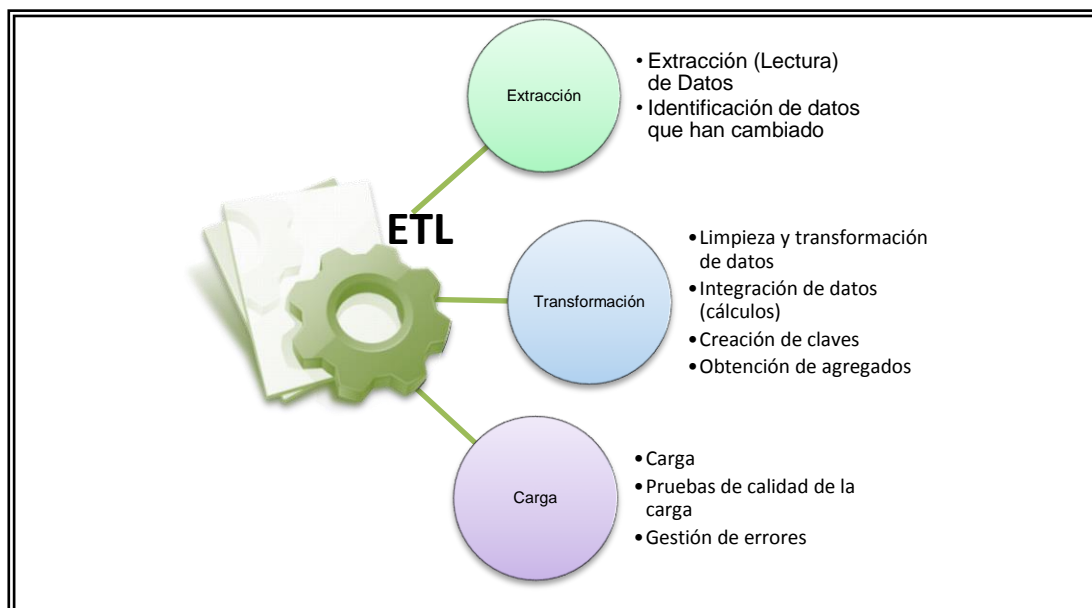 Extracción
• Extracción (Lectura)
de Datos
• Identificación de datos
que han cambiado
ETL
Transformación
•Limpieza y transformación
de datos
•Integración de datos
(cálculos)
•Creación de claves
•Obtención de agregados
Carga
•Carga
•Pruebas de calidad de la
carga
•Gestión de errores